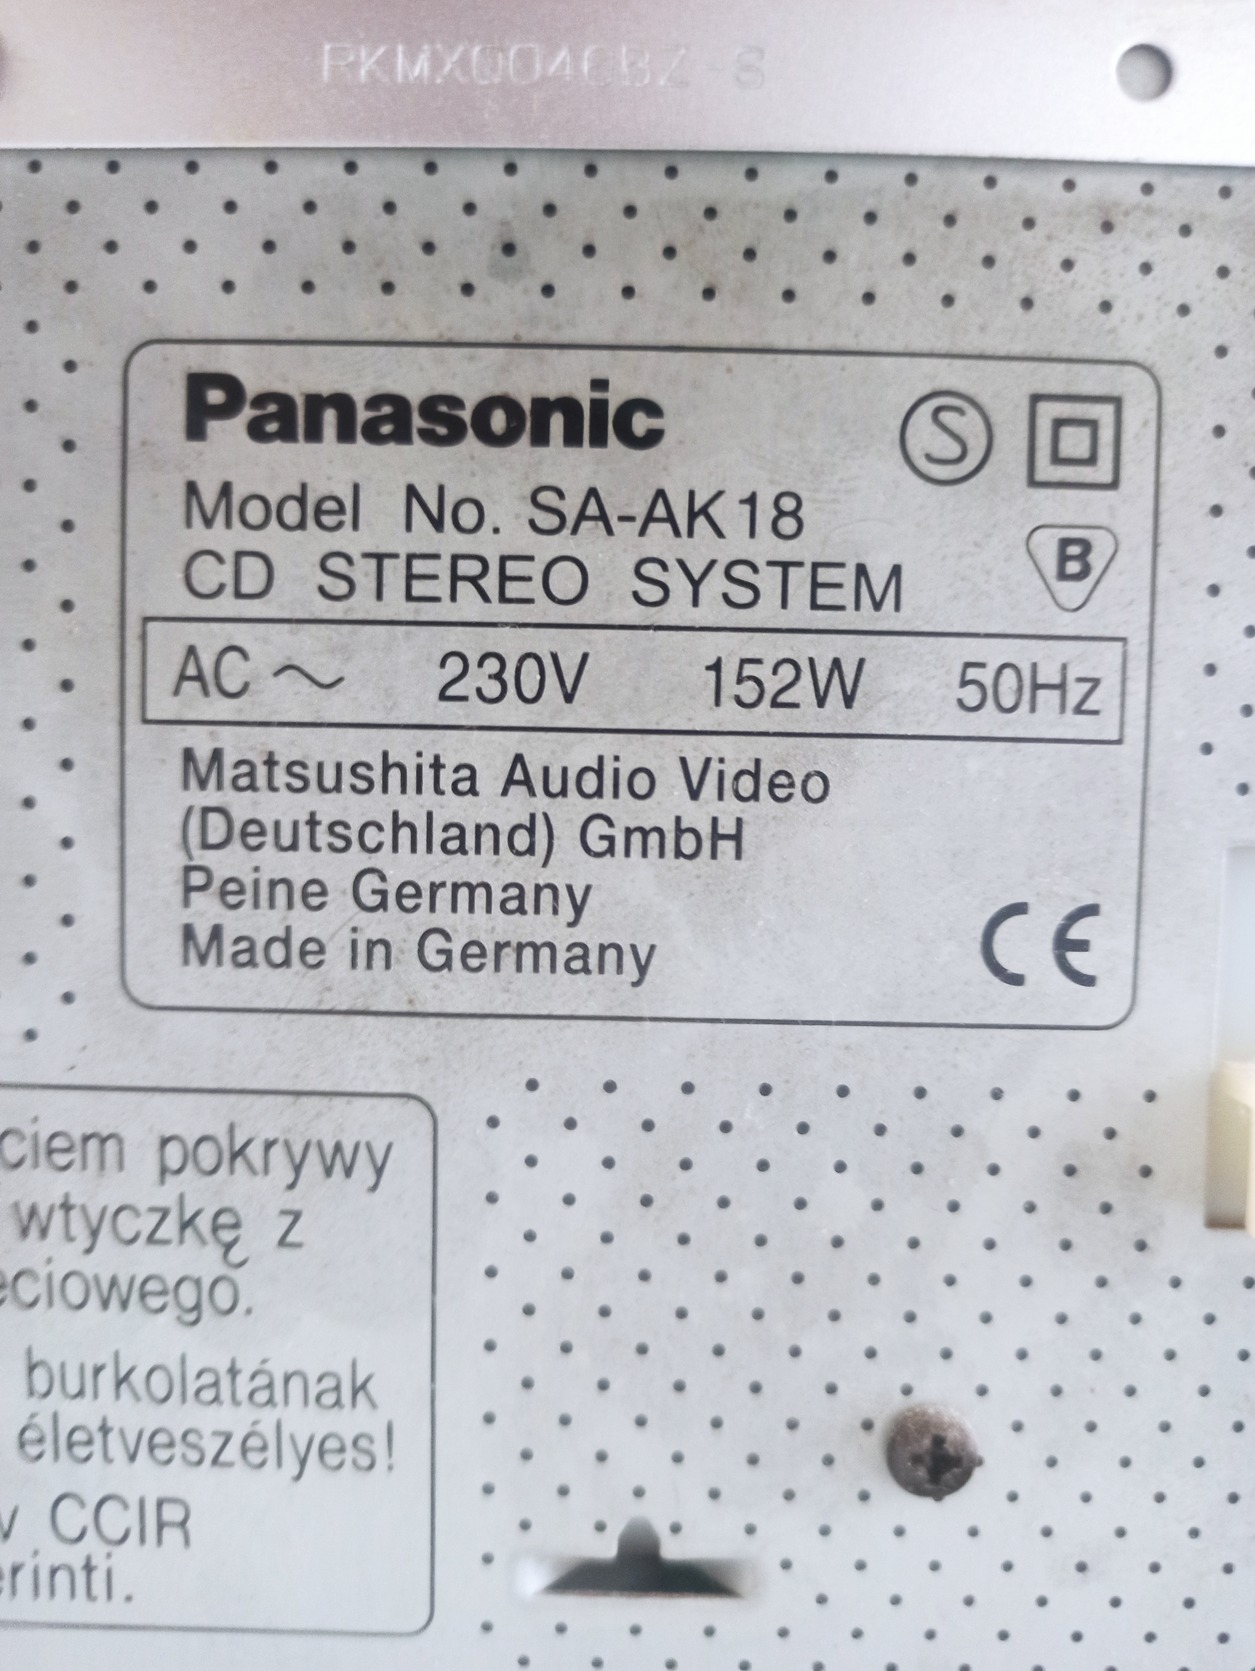 RKMX0040BZ-S
Panasonic
S
Model No. SA-AK18
CD STEREO SYSTEM
B
AC ~ 230V 152W 50Hz
Matsushita Audio Video
(Deutschland) GmbH
Peine Germany
Made in Germany
CE
ciem pokrywy
wtyczkę z
eciowego.
burkolatának
életveszélyes!
v CCIR
erinti.